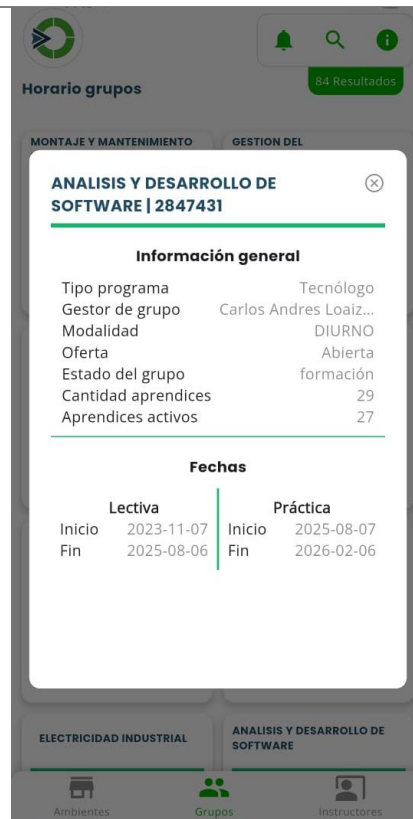 Horario grupos
84 Resultados
MONTAJE Y MANTENIMIENTO
GESTION DEL
ANALISIS Y DESARROLLO DE
SOFTWARE | 2847431
Información general
Tipo programa Tecnólogo
Gestor de grupo Carlos Andres Loaiz...
Modalidad DIURNO
Oferta Abierta
Estado del grupo formación
Cantidad aprendices 29
Aprendices activos 27
Fechas
Lectiva
Inicio 2023-11-07
Fin 2025-08-06
Práctica
Inicio 2025-08-07
Fin 2026-02-06
ELECTRICIDAD INDUSTRIAL
ANALISIS Y DESARROLLO DE
SOFTWARE
Ambientes Grupos Instructores